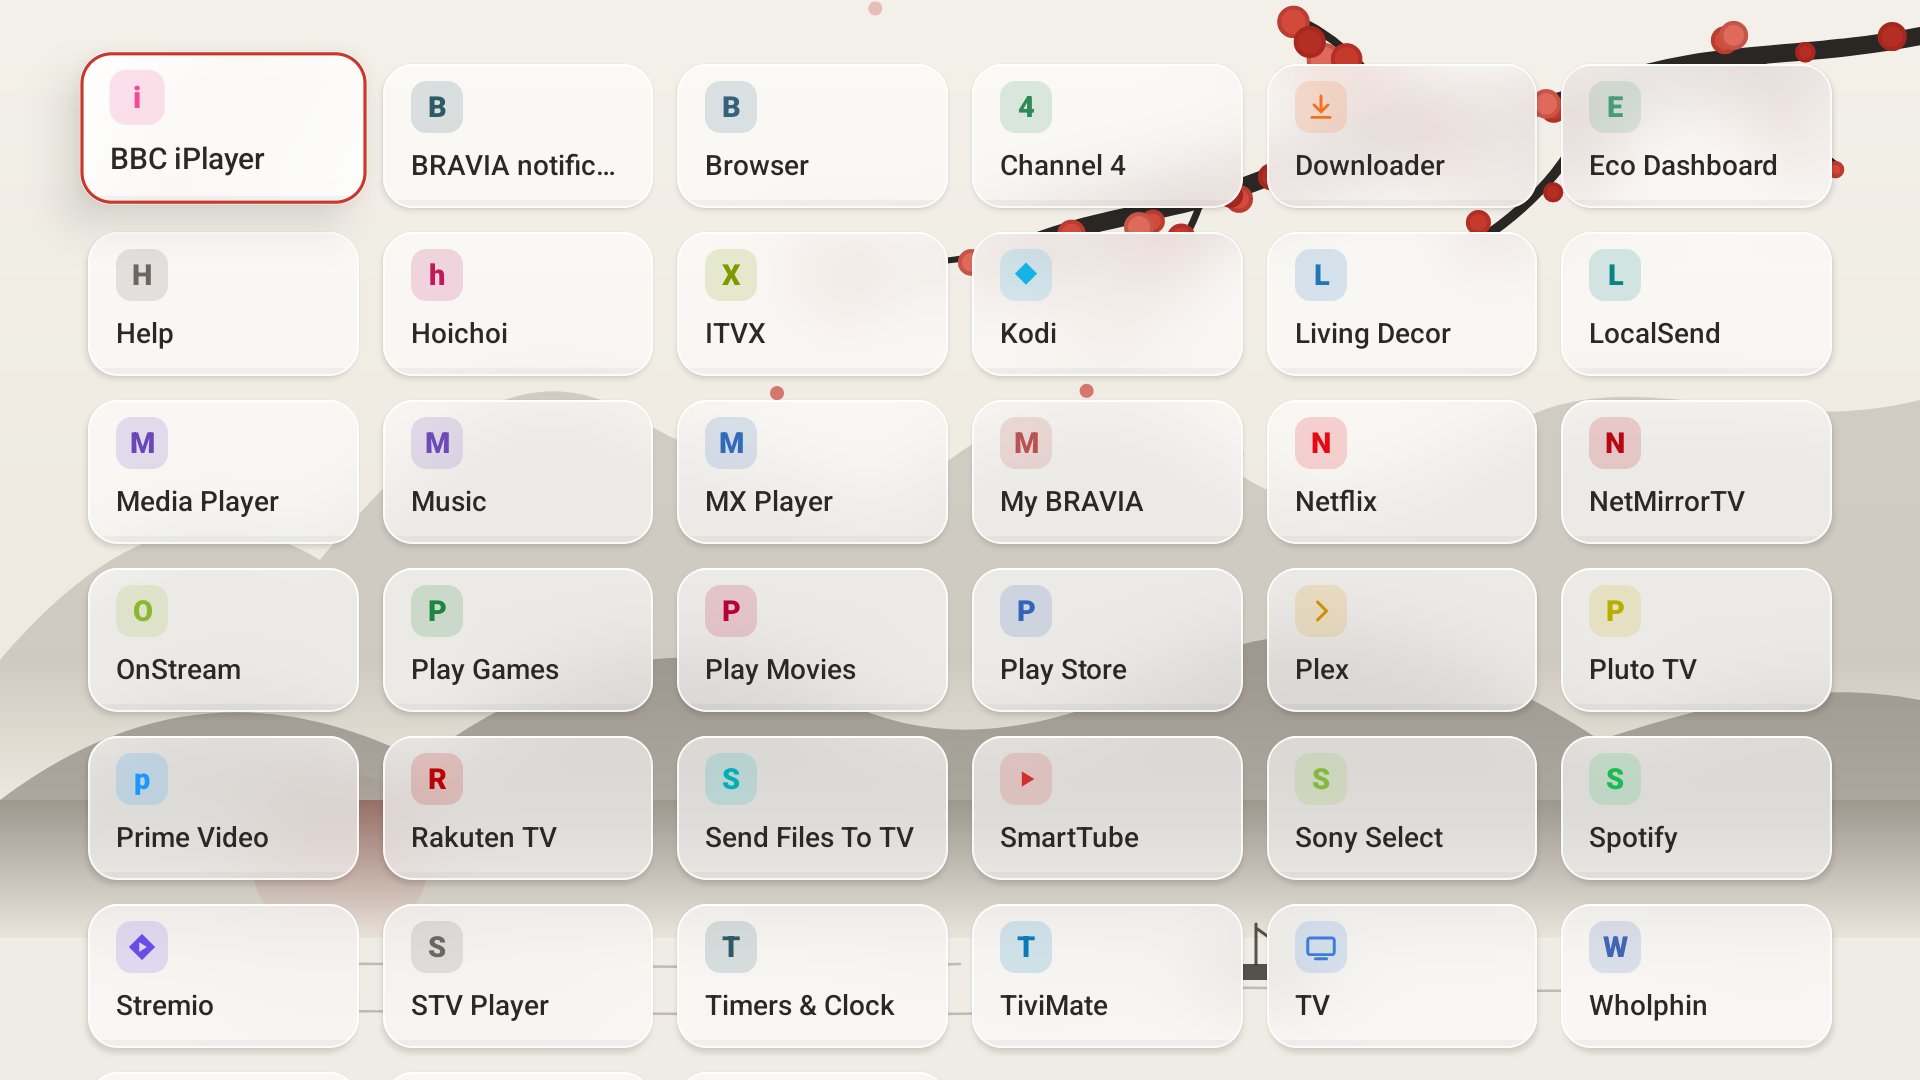 i
BBC iPlayer
B
BRAVIA notific...
B
Browser
4
Channel 4
Downloader
E
Eco Dashboard
H
Help
h
Hoichoi
X
ITVX
Kodi
L
Living Decor
L
LocalSend
M
Media Player
M
Music
M
MX Player
M
My BRAVIA
N
Netflix
N
NetMirrorTV
O
OnStream
P
Play Games
P
Play Movies
P
Play Store
Plex
P
Pluto TV
p
Prime Video
R
Rakuten TV
S
Send Files To TV
SmartTube
S
Sony Select
S
Spotify
Stremio
S
STV Player
T
Timers & Clock
T
TiviMate
TV
W
Wholphin